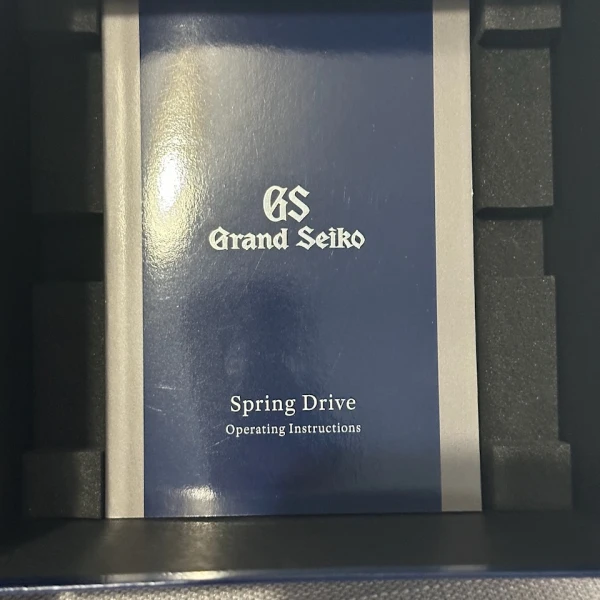 GS
Grand Seiko
Spring Drive
Operating Instructions